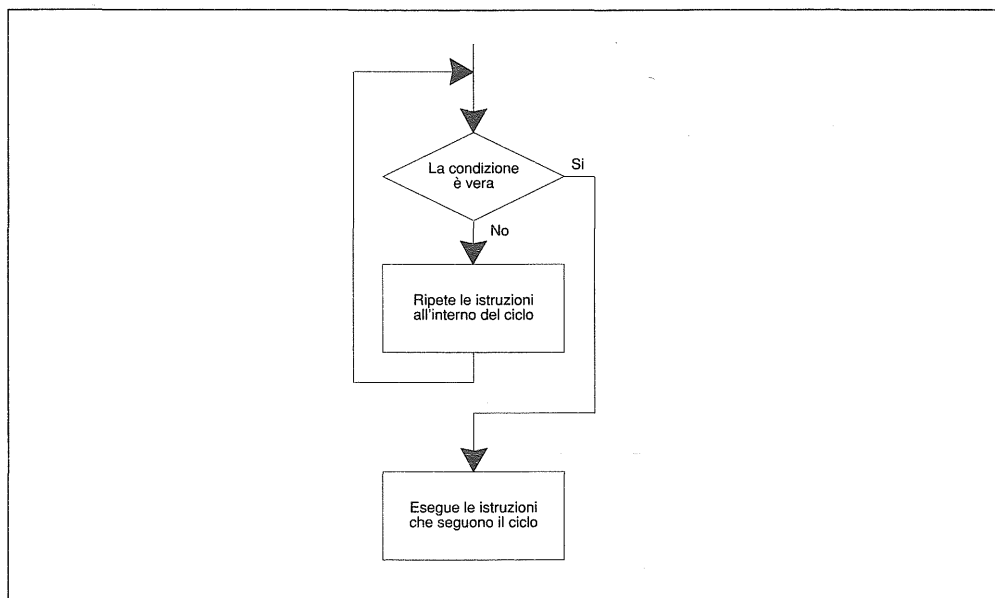 La condizione
è vera
Si
No
Ripete le istruzioni
all'interno del ciclo
Esegue le istruzioni
che seguono il ciclo